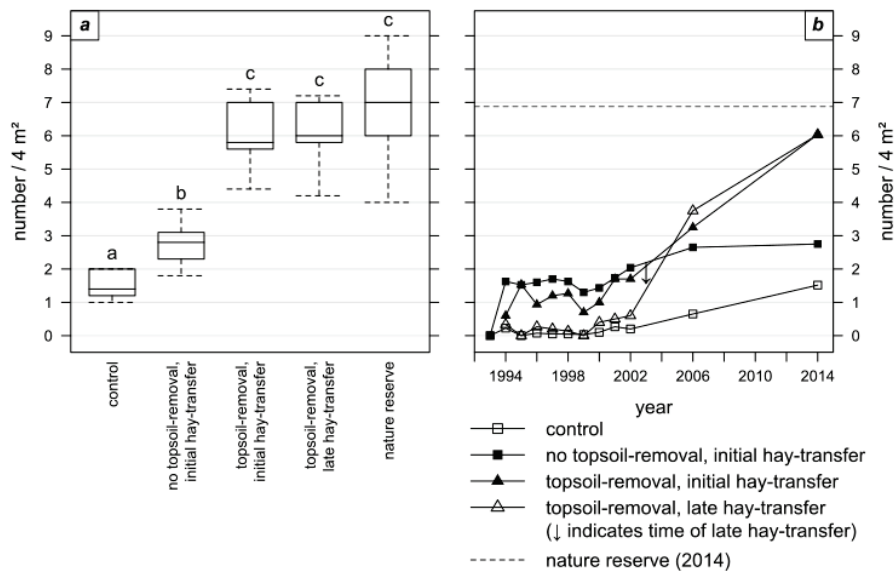 a
number / 4 m²
9
8
7
6
5
4
3
2
1
0
a
b
c
c
c
control
no topsoil-removal,
initial hay-transfer
topsoil-removal,
initial hay-transfer
topsoil-removal,
late hay-transfer
nature reserve
b
9
8
7
6
5
4
3
2
1
0
number / 4 m²
1994
1998
2002
2006
2010
2014
year
control
no topsoil-removal, initial hay-transfer
topsoil-removal, initial hay-transfer
topsoil-removal, late hay-transfer
(↓ indicates time of late hay-transfer)
nature reserve (2014)